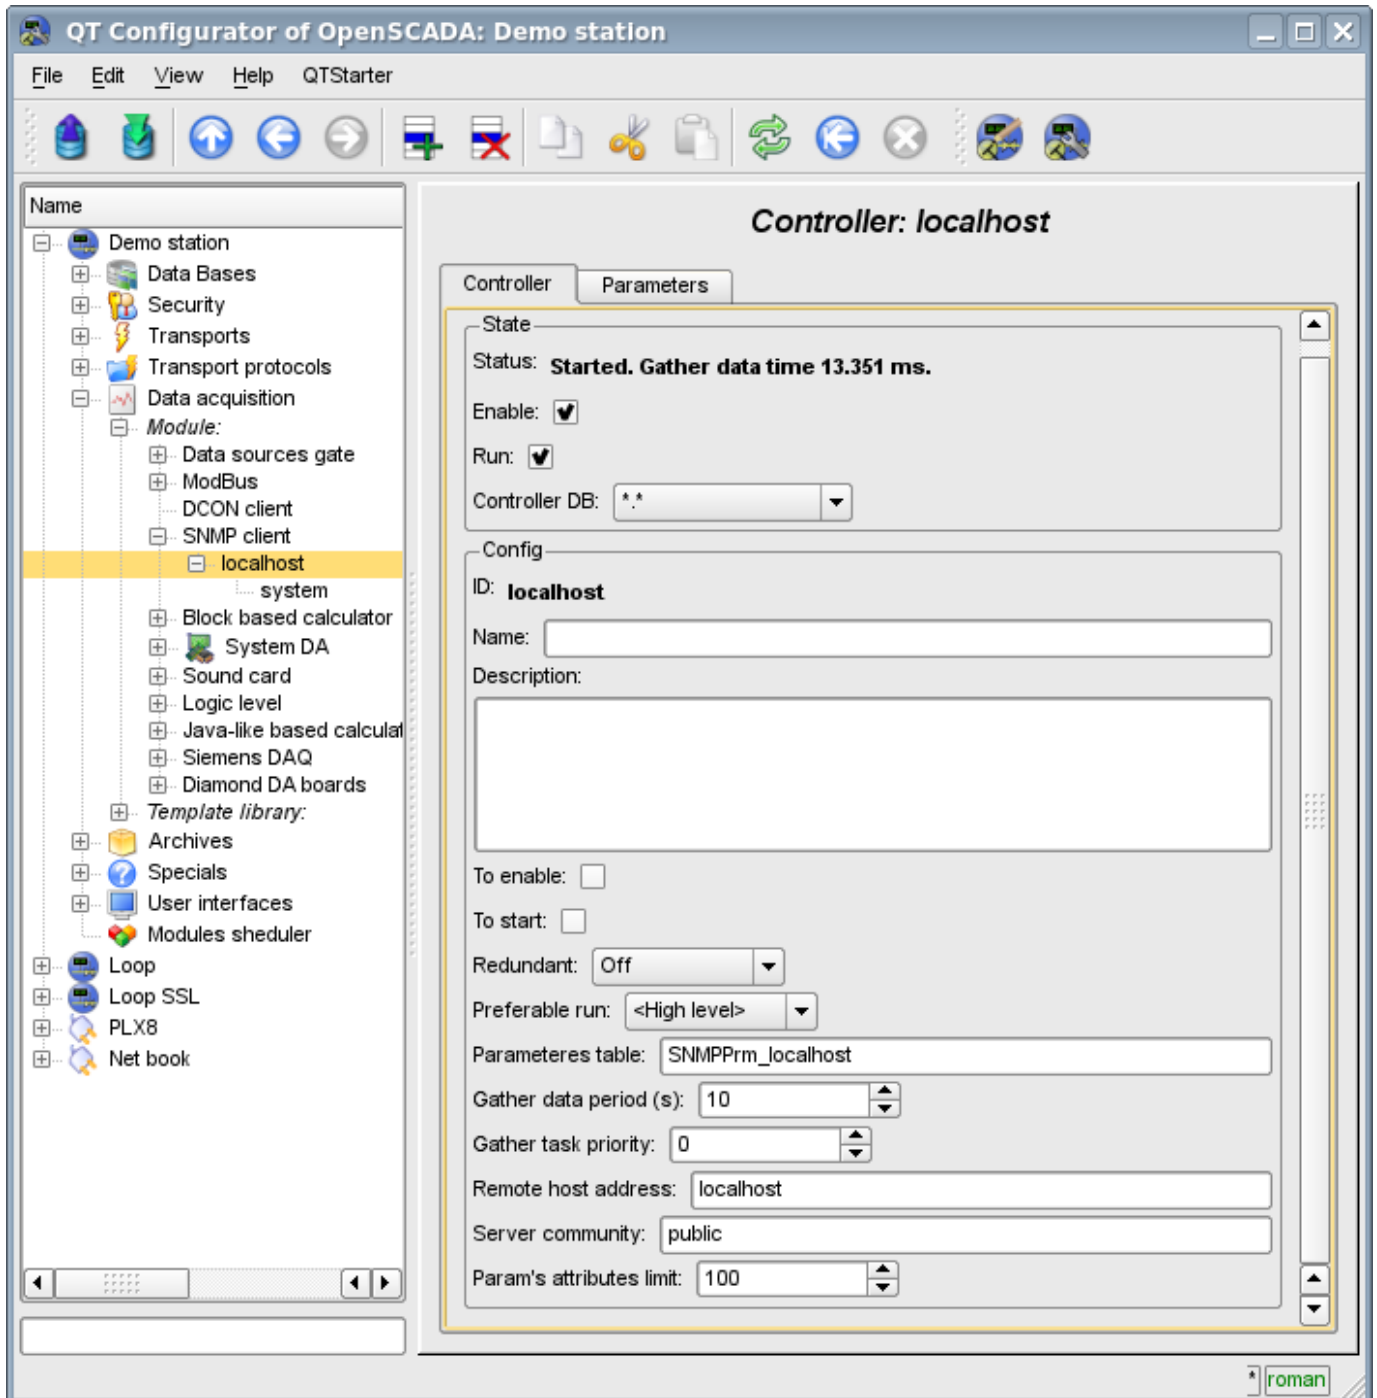 QT Configurator of OpenSCADA: Demo station
File Edit View Help QTStarter
Name
Demo station
Data Bases
Security
Transports
Transport protocols
Data acquisition
Module:
Data sources gate
ModBus
DCON client
SNMP client
localhost
system
Block based calculator
System DA
Sound card
Logic level
Java-like based calculat
Siemens DAQ
Diamond DA boards
Template library:
Archives
Specials
User interfaces
Modules sheduler
Loop
Loop SSL
PLX8
Net book
Controller: localhost
Controller Parameters
State
Status: Started. Gather data time 13.351 ms.
Enable:
Run:
Controller DB: *.*
Config
ID: localhost
Name:
Description:
To enable:
To start:
Redundant: Off
Preferable run: <High level>
Parameteres table: SNMPPrm_localhost
Gather data period (s): 10
Gather task priority: 0
Remote host address: localhost
Server community: public
Param's attributes limit: 100
* roman